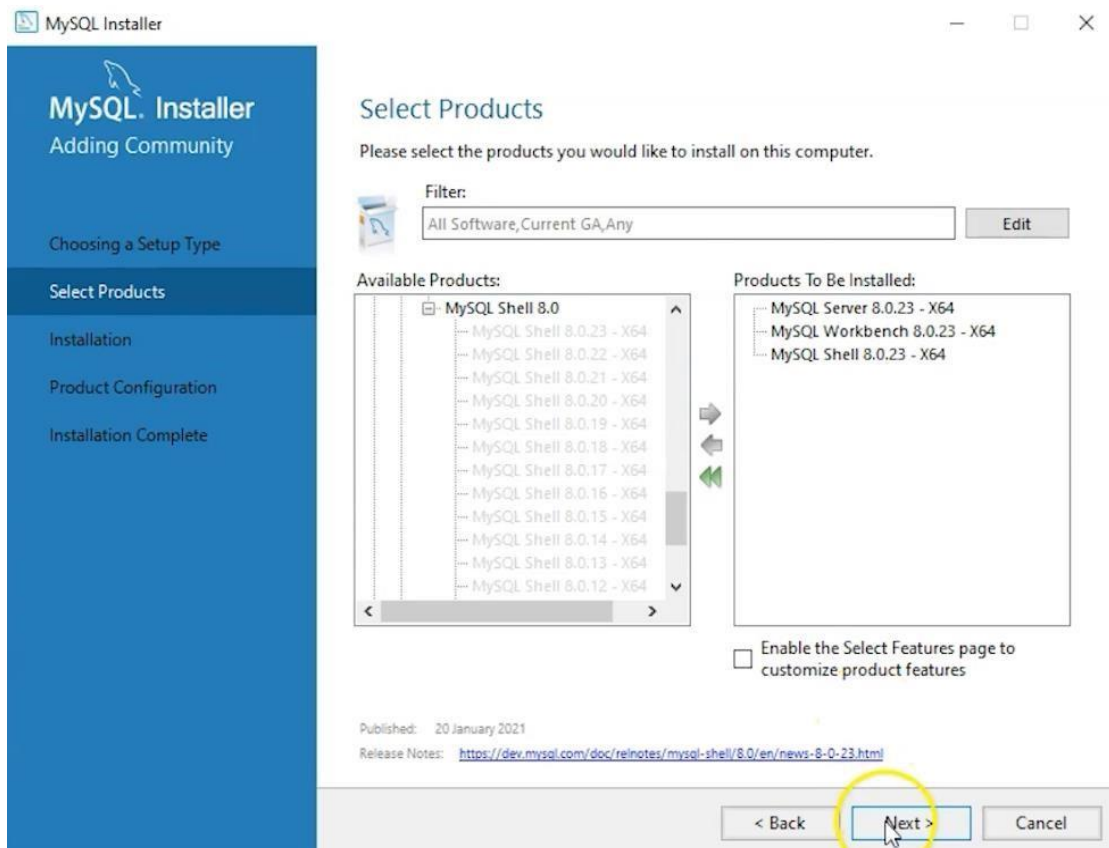 MySQL Installer
MySQL. Installer
Adding Community
Choosing a Setup Type
Select Products
Installation
Product Configuration
Installation Complete
Select Products
Please select the products you would like to install on this computer.
Filter:
All Software,Current GA,Any
Edit
Available Products:
MySQL Shell 8.0
MySQL Shell 8.0.23 - X64
MySQL Shell 8.0.22 - X64
MySQL Shell 8.0.21 - X64
MySQL Shell 8.0.20 - X64
MySQL Shell 8.0.19 - X64
MySQL Shell 8.0.18 - X64
MySQL Shell 8.0.17 - X64
MySQL Shell 8.0.16 - X64
MySQL Shell 8.0.15 - X64
MySQL Shell 8.0.14 - X64
MySQL Shell 8.0.13 - X64
MySQL Shell 8.0.12 - X64
Products To Be Installed:
MySQL Server 8.0.23 - X64
MySQL Workbench 8.0.23 - X64
MySQL Shell 8.0.23 - X64
Enable the Select Features page to
customize product features
Published: 20 January 2021
Release Notes: https://dev.mysql.com/doc/relnotes/mysql-shell/8.0/en/news-8-0-23.html
< Back
Next >
Cancel